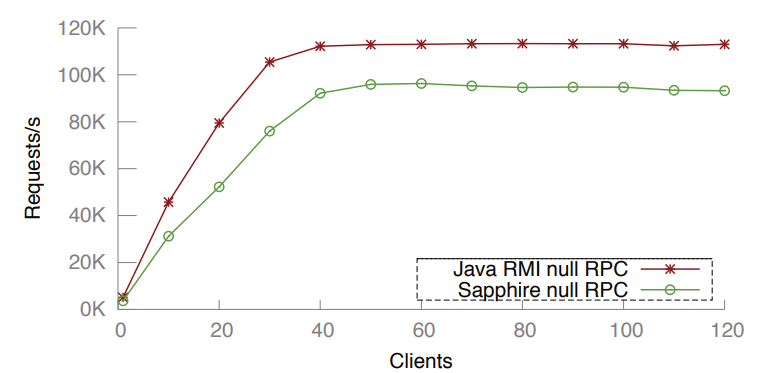 120K
100K
80K
60K
40K
20K
0K
Requests/s
Java RMI null RPC
Sapphire null RPC
0 20 40 60 80 100 120
Clients